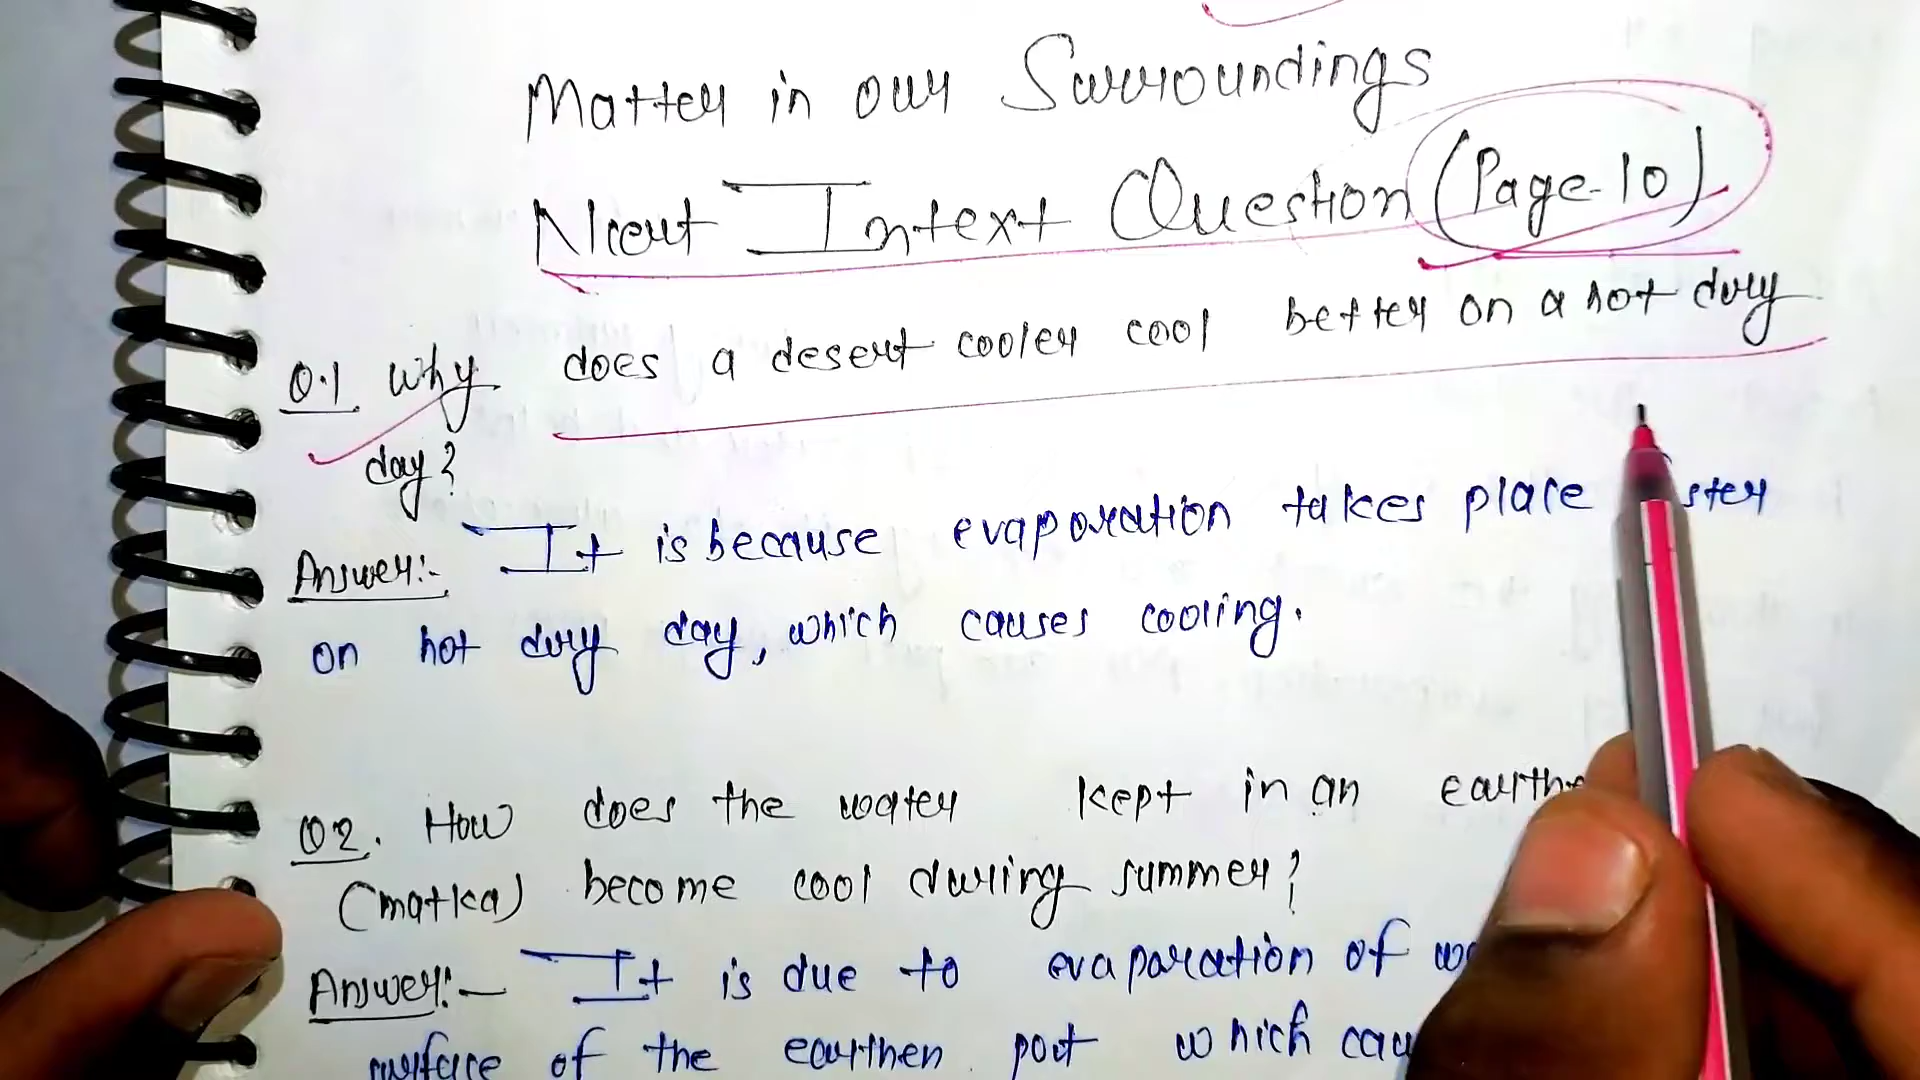 Matter in our Surroundings
Ncert Intext Question (Page-10)
Q.1 Why does a desert cooler cool better on a hot dry
day?
Answer:- It is because evaporation takes place
on hot dry day, which causes cooling.
Q2. How does the water kept in an
(matka) become cool during summer?
Answer:- It is due to evaparation of
surface of the earthen pot which